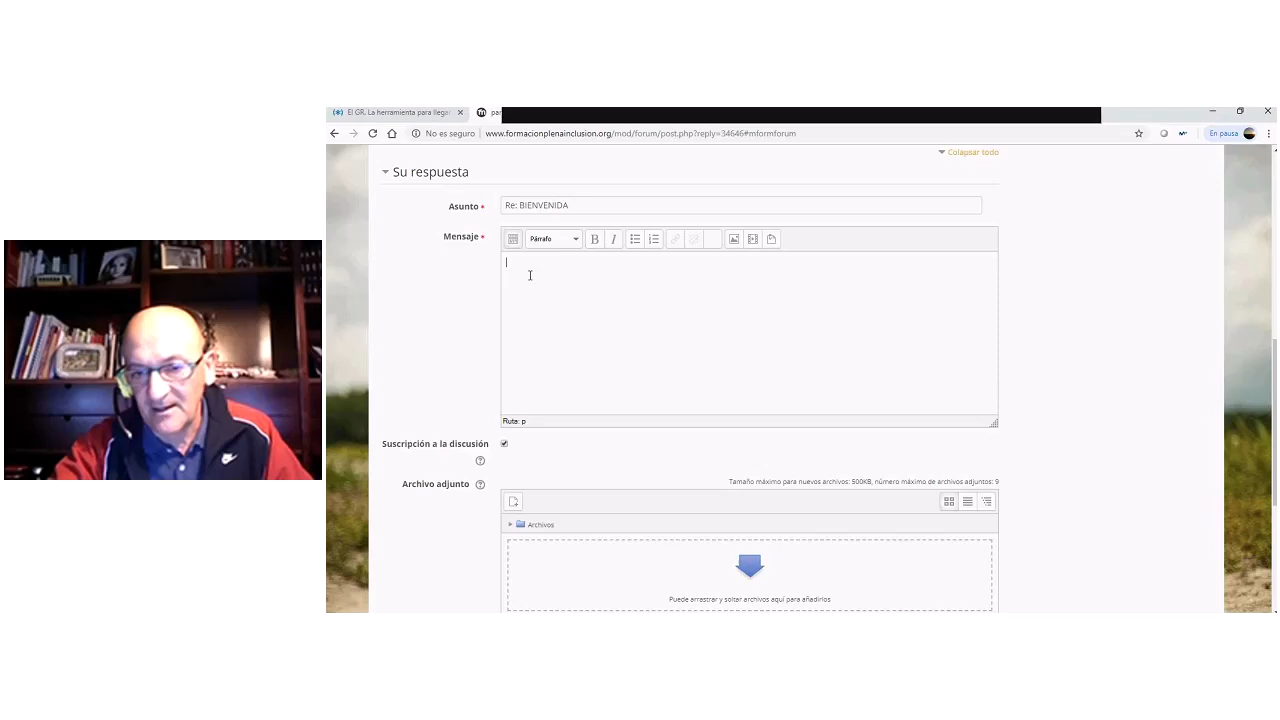 El GR. La herramienta para llegar
No es seguro
www.formacionplenainclusion.org/mod/forum/post.php?reply=34646#mformforum
En pausa
Colapsar todo
Su respuesta
Asunto
Re: BIENVENIDA
Mensaje
Párrafo
B I
Ruta: p
Suscripción a la discusión
Archivo adjunto
Tamaño máximo para nuevos archivos: 500KB, número máximo de archivos adjuntos: 9
Archivos
Puede arrastrar y soltar archivos aquí para añadirlos